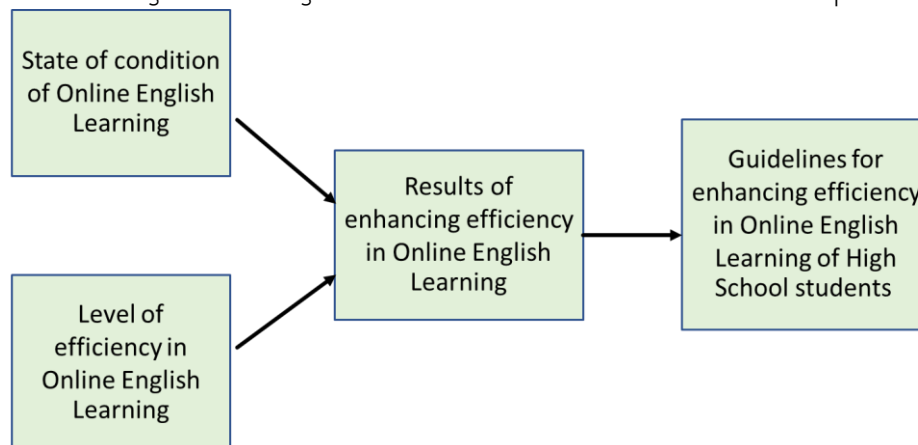 State of condition
of Online English
Learning
Level of
efficiency in
Online English
Learning
Results of
enhancing efficiency
in Online English
Learning
Guidelines for
enhancing efficiency
in Online English
Learning of High
School students